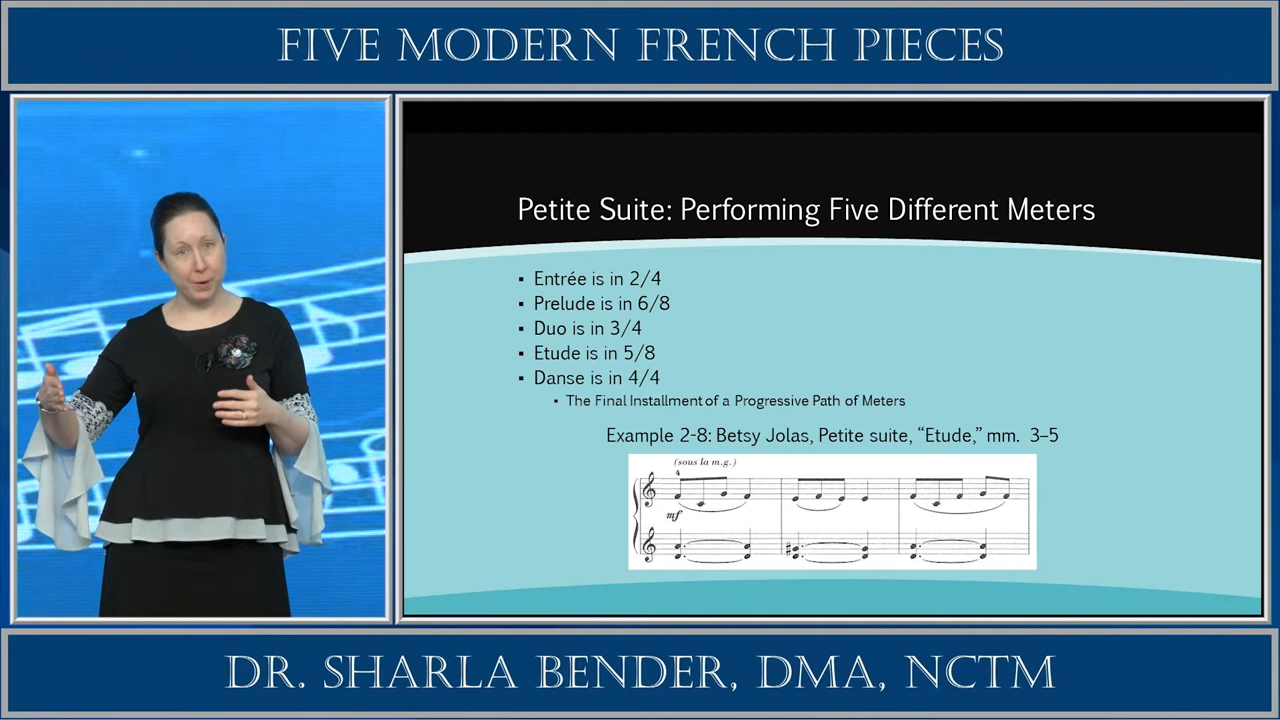 FIVE MODERN FRENCH PIECES
Petite Suite: Performing Five Different Meters
▪ Entrée is in 2/4
▪ Prelude is in 6/8
▪ Duo is in 3/4
▪ Etude is in 5/8
▪ Danse is in 4/4
▪ The Final Installment of a Progressive Path of Meters
Example 2-8: Betsy Jolas, Petite suite, “Etude,” mm. 3–5
(sous la m.g.)
4
mf
DR. SHARLA BENDER, DMA, NCTM